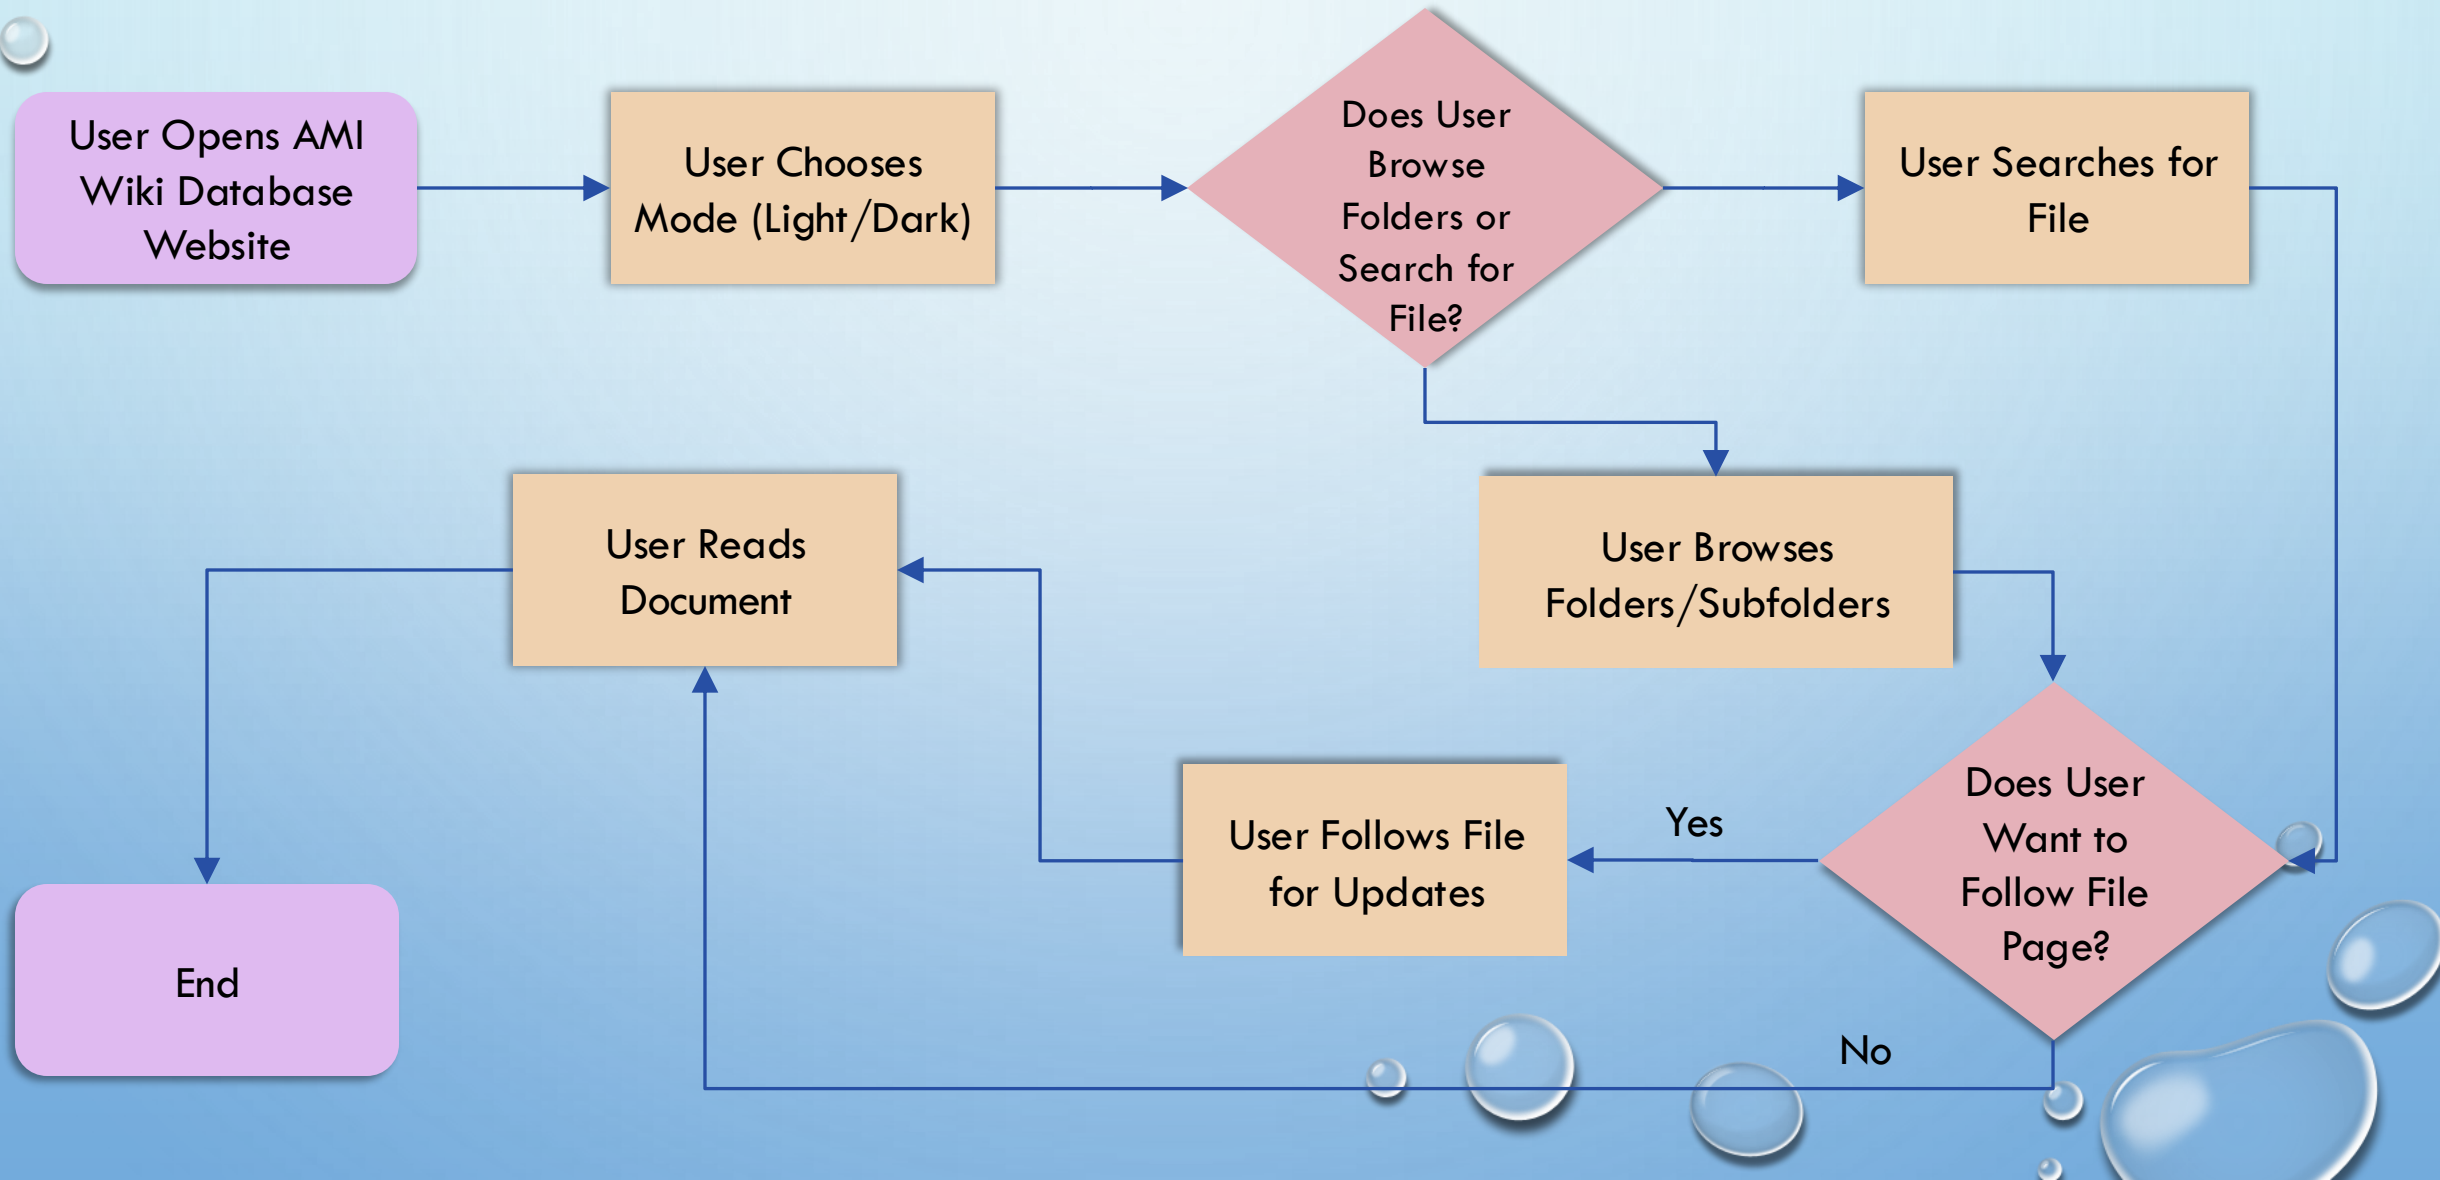 User Opens AMI
Wiki Database
Website
User Chooses
Mode (Light/Dark)
Does User
Browse
Folders or
Search for
File?
User Searches for
File
User Browses
Folders/Subfolders
Does User
Want to
Follow File
Page?
Yes
User Follows File
for Updates
No
User Reads
Document
End